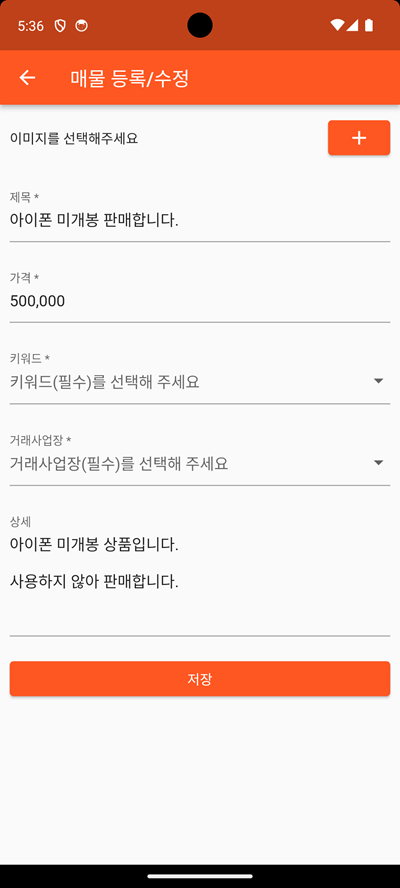 5:36
매물 등록/수정
이미지를 선택해주세요
제목 *
아이폰 미개봉 판매합니다.
가격 *
500,000
키워드 *
키워드(필수)를 선택해 주세요
거래사업장 *
거래사업장(필수)를 선택해 주세요
상세
아이폰 미개봉 상품입니다.
사용하지 않아 판매합니다.
저장